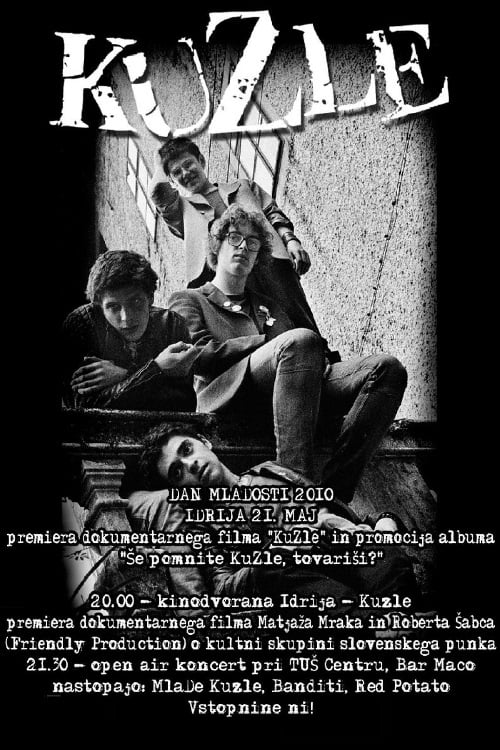 KUZLE
DAN MLADOSTI 2010
IDRIJA 21. MAJ
premiera dokumentarnega filma "KuZle" in promocija albuma
"Še pomnite KuZle, tovariši?"
20.00 - kinodvorana Idrija - Kuzle
premiera dokumentarnega filma Matjaža Mraka in Roberta Šabca
(Friendly Production) o kultni skupini slovenskega punka
21.30 - open air koncert pri TUŠ Centru, Bar Maco
nastopajo: MlaDe Kuzle, Banditi, Red Potato
Vstopnine ni!